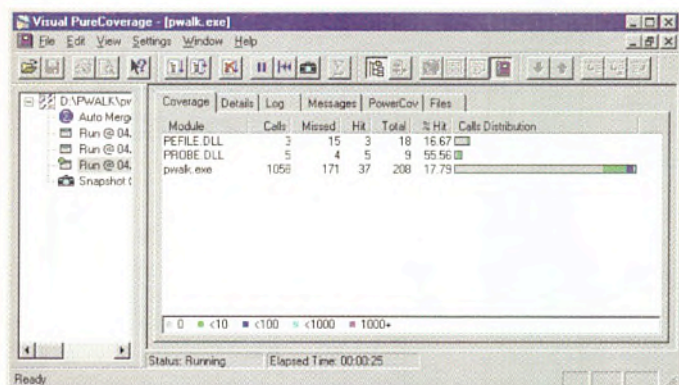 Visual PureCoverage - [pwalk.exe]
File Edit View Settings Window Help
D:\PWALK\pw
Auto Merg
Run @ 04.
Run @ 04.
Run @ 04.
Snapshot (
Coverage Details Log Messages PowerCov Files
Module Calls Missed Hit Total % Hit Calls Distribution
PEFILE.DLL 3 15 3 18 16.67
PROBE.DLL 5 4 5 9 55.56
pwalk.exe 1058 171 37 208 17.79
0 <10 <100 <1000 1000+
Status: Running Elapsed Time: 00:00:25
Ready